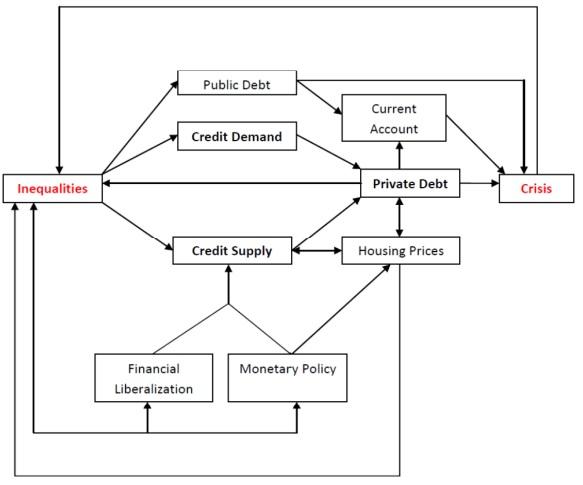 Public Debt
Current
Account
Credit Demand
Inequalities
Private Debt
Crisis
Credit Supply
Housing Prices
Financial
Liberalization
Monetary Policy